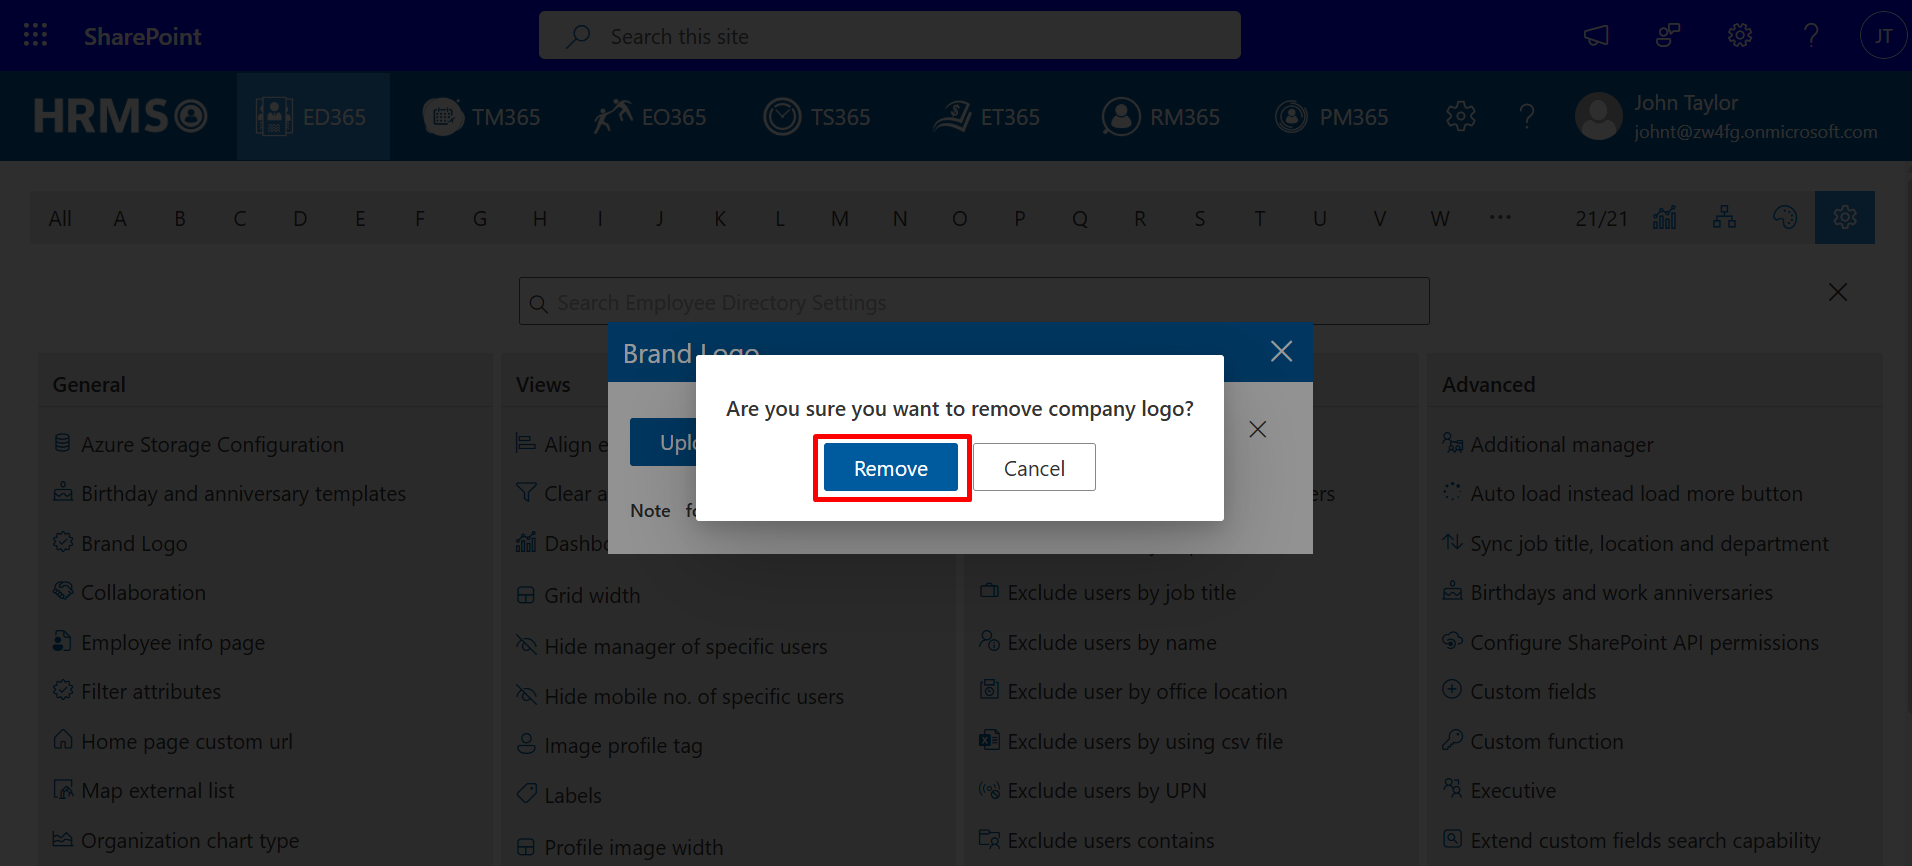 SharePoint
Search this site
JT
HRMS
ED365
TM365
EO365
TS365
ET365
RM365
PM365
John Taylor
johnt@zw4fg.onmicrosoft.com
All A B C D E F G H I J K L M N O P Q R S T U V W ... 21/21
Search Employee Directory Settings
Brand Logo
Are you sure you want to remove company logo?
Remove
Cancel
Note
General
Azure Storage Configuration
Birthday and anniversary templates
Brand Logo
Collaboration
Employee info page
Filter attributes
Home page custom url
Map external list
Organization chart type
Views
Align
Clear
Grid width
Hide manager of specific users
Hide mobile no. of specific users
Image profile tag
Labels
Profile image width
Exclude users by job title
Exclude users by name
Exclude user by office location
Exclude users by using csv file
Exclude users by UPN
Exclude users contains
Advanced
Additional manager
Auto load instead load more button
Sync job title, location and department
Birthdays and work anniversaries
Configure SharePoint API permissions
Custom fields
Custom function
Executive
Extend custom fields search capability